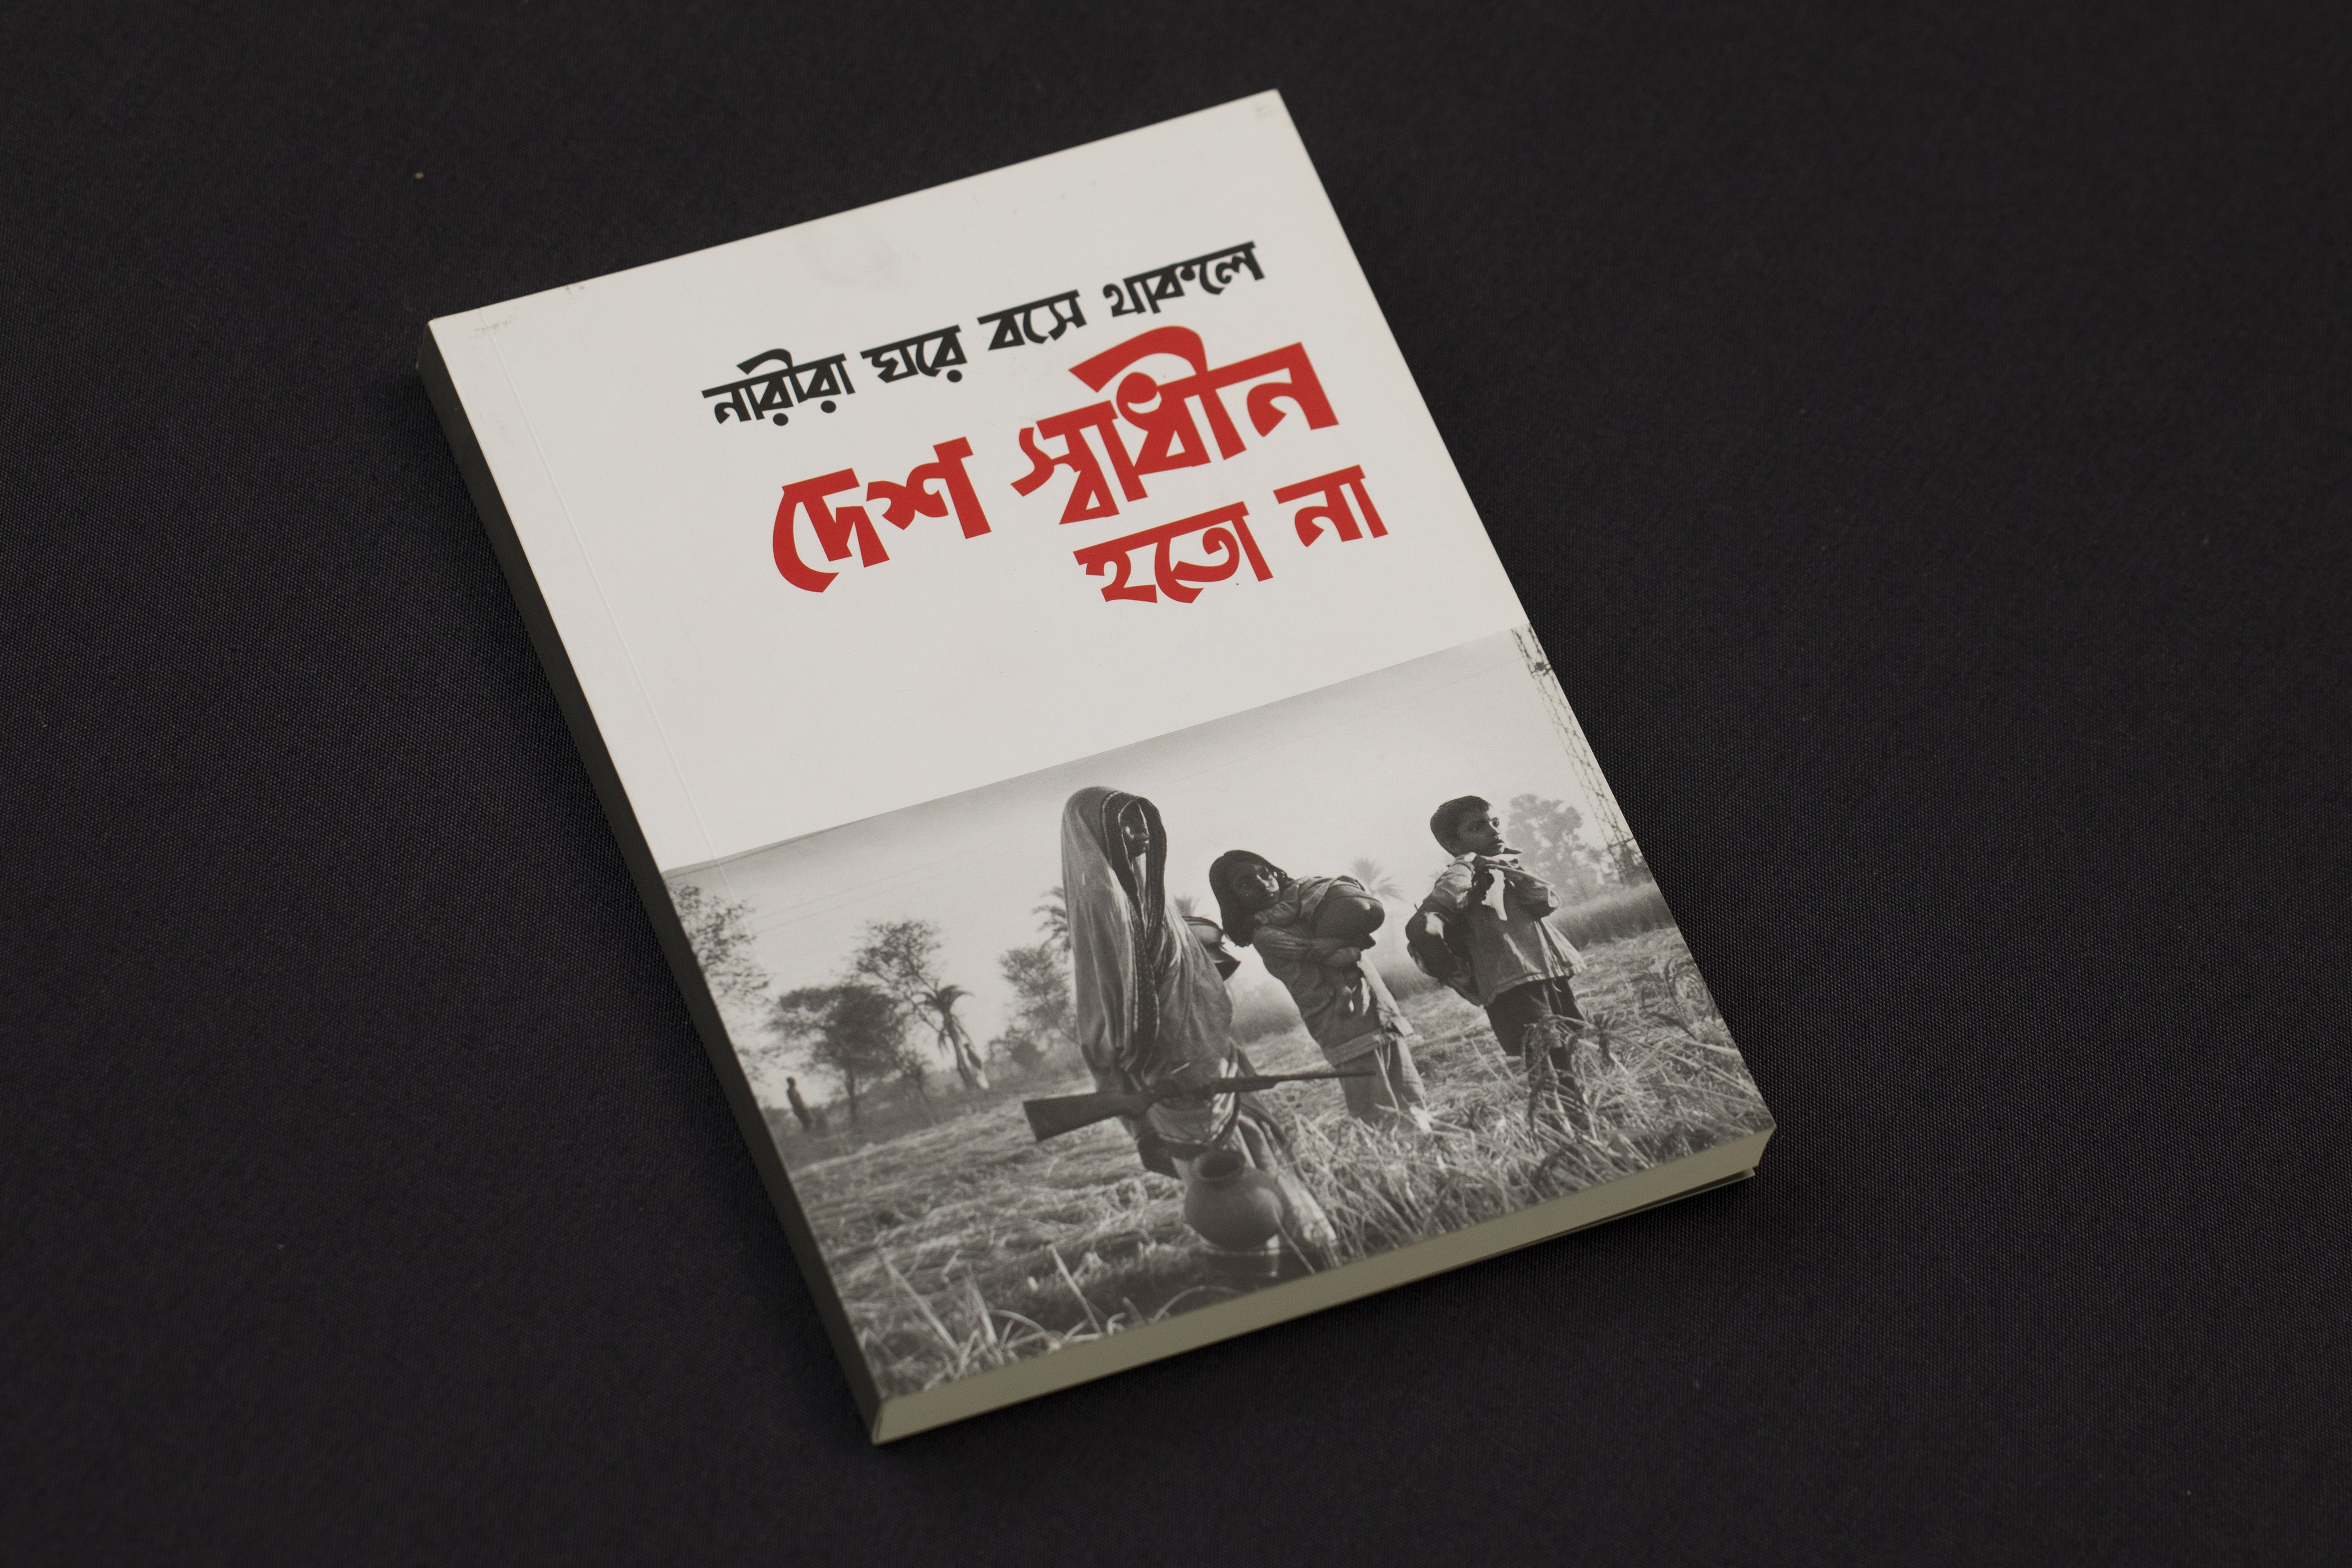 নারীরা ঘরে বসে থাকলে
দেশ স্বাধীন
হতো না